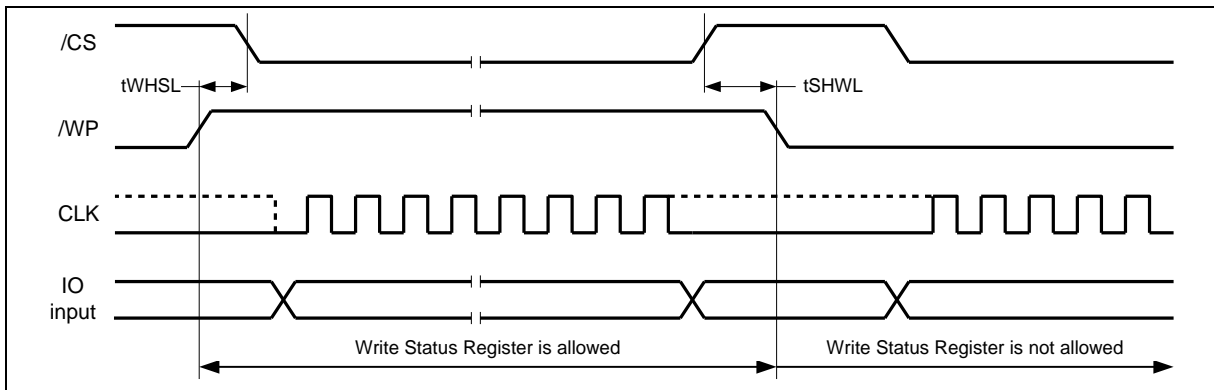 /CS
tWHSL
tSHWL
/WP
CLK
IO
input
Write Status Register is allowed
Write Status Register is not allowed